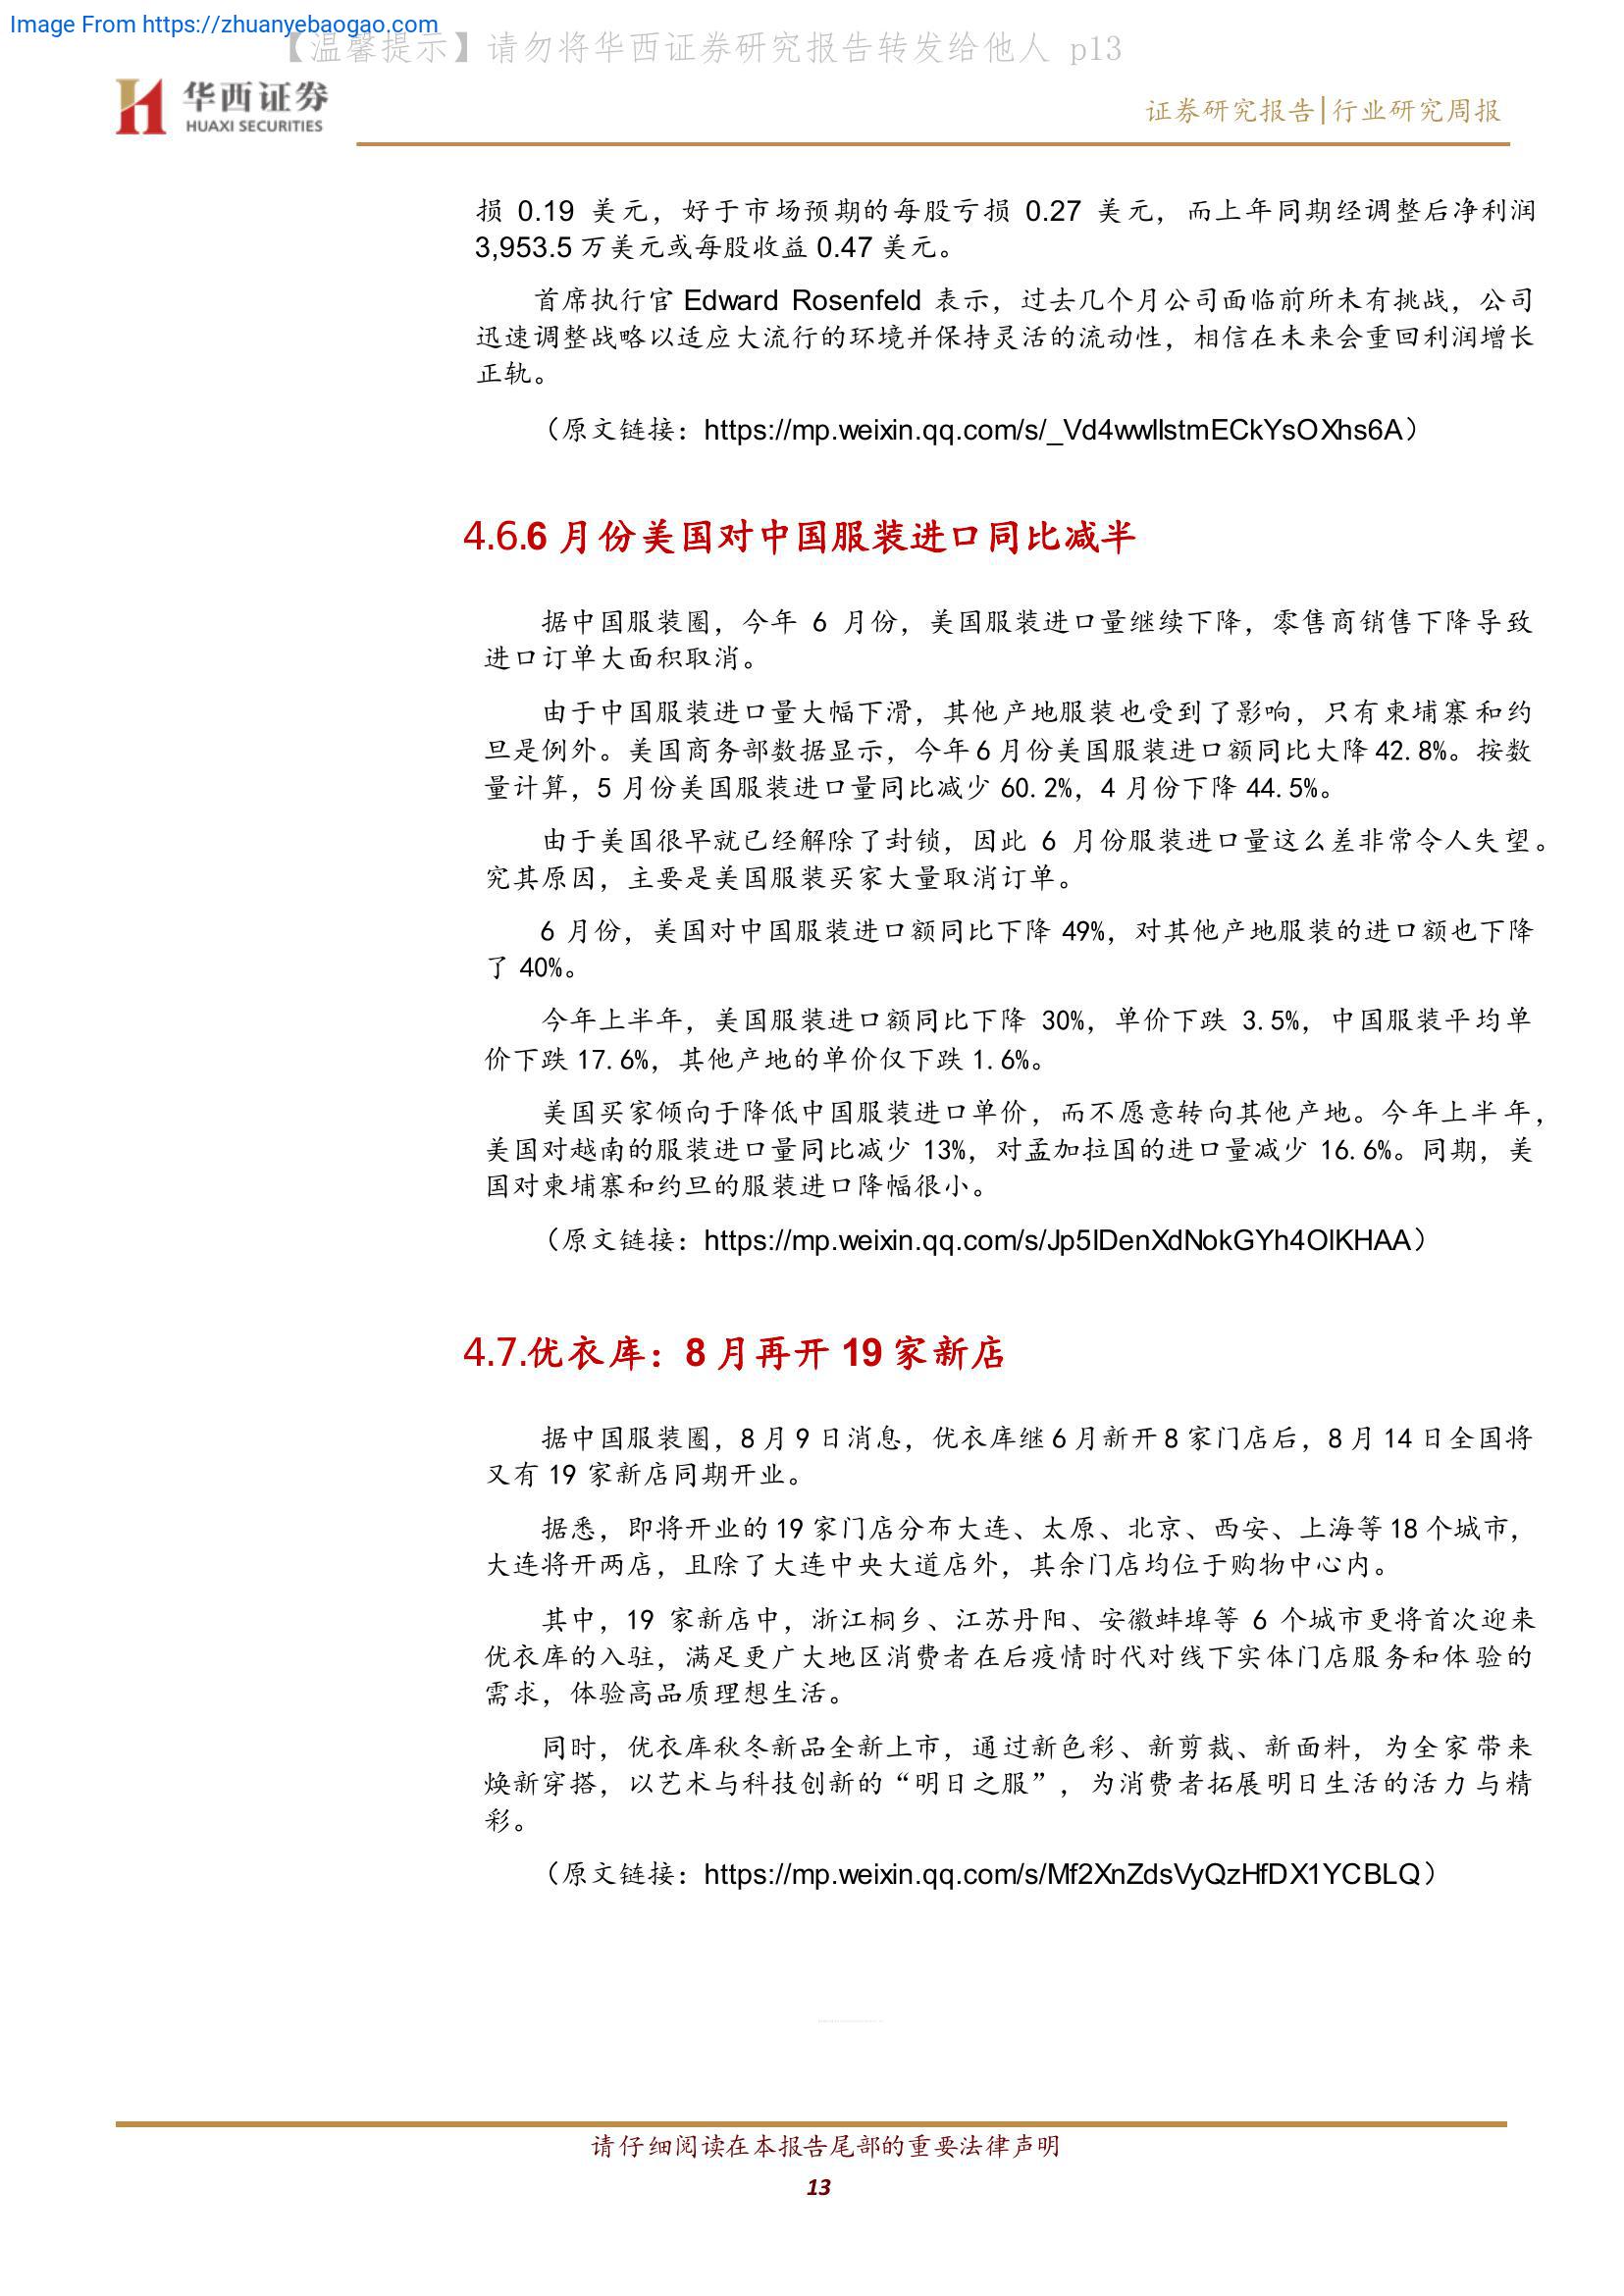 Image From https://zhuanyebaogao.com
【温馨提示】请勿将华西证券研究报告转发给他人 p13
华西证券
HUAXI SECURITIES
证券研究报告|行业研究周报
损 0.19 美元，好于市场预期的每股亏损 0.27 美元，而上年同期经调整后净利润
3,953.5 万美元或每股收益 0.47 美元。
首席执行官 Edward Rosenfeld 表示，过去几个月公司面临前所未有挑战，公司
迅速调整战略以适应大流行的环境并保持灵活的流动性，相信在未来会重回利润增长
正轨。
（原文链接：https://mp.weixin.qq.com/s/_Vd4wwllstmECkYsOXhs6A）
4.6.6 月份美国对中国服装进口同比减半
据中国服装圈，今年 6 月份，美国服装进口量继续下降，零售商销售下降导致
进口订单大面积取消。
由于中国服装进口量大幅下滑，其他产地服装也受到了影响，只有柬埔寨和约
旦是例外。美国商务部数据显示，今年 6 月份美国服装进口额同比大降 42.8%。按数
量计算，5 月份美国服装进口量同比减少 60.2%，4 月份下降 44.5%。
由于美国很早就已经解除了封锁，因此 6 月份服装进口量这么差非常令人失望。
究其原因，主要是美国服装买家大量取消订单。
6 月份，美国对中国服装进口额同比下降 49%，对其他产地服装的进口额也下降
了 40%。
今年上半年，美国服装进口额同比下降 30%，单价下跌 3.5%，中国服装平均单
价下跌 17.6%，其他产地的单价仅下跌 1.6%。
美国买家倾向于降低中国服装进口单价，而不愿意转向其他产地。今年上半年，
美国对越南的服装进口量同比减少 13%，对孟加拉国的进口量减少 16.6%。同期，美
国对柬埔寨和约旦的服装进口降幅很小。
（原文链接：https://mp.weixin.qq.com/s/Jp5lDenXdNokGYh4OlKHAA）
4.7.优衣库：8 月再开 19 家新店
据中国服装圈，8 月 9 日消息，优衣库继 6 月新开 8 家门店后，8 月 14 日全国将
又有 19 家新店同期开业。
据悉，即将开业的 19 家门店分布大连、太原、北京、西安、上海等 18 个城市，
大连将开两店，且除了大连中央大道店外，其余门店均位于购物中心内。
其中，19 家新店中，浙江桐乡、江苏丹阳、安徽蚌埠等 6 个城市更将首次迎来
优衣库的入驻，满足更广大地区消费者在后疫情时代对线下实体门店服务和体验的
需求，体验高品质理想生活。
同时，优衣库秋冬新品全新上市，通过新色彩、新剪裁、新面料，为全家带来
焕新穿搭，以艺术与科技创新的“明日之服”，为消费者拓展明日生活的活力与精
彩。
（原文链接：https://mp.weixin.qq.com/s/Mf2XnZdsVyQzHfDX1YCBLQ）
请仔细阅读在本报告尾部的重要法律声明
13